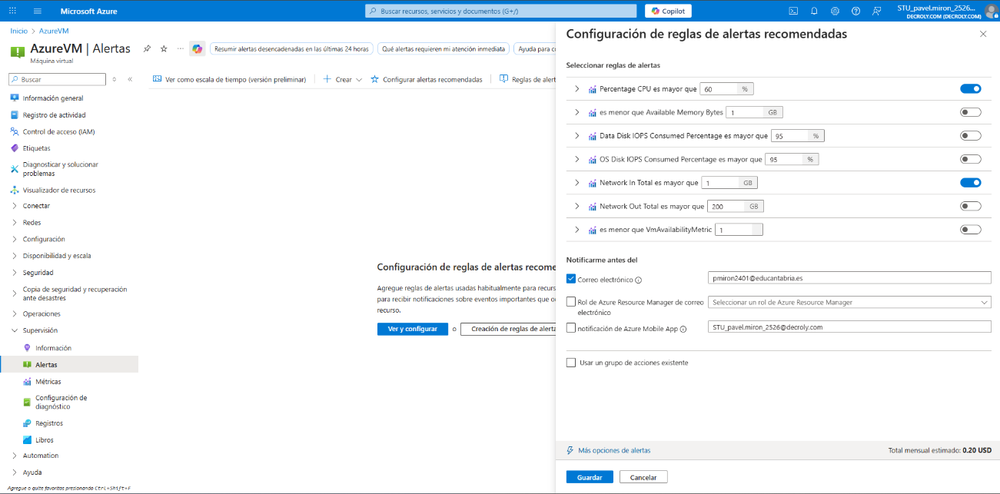 Microsoft Azure
Buscar recursos, servicios y documentos (G+/)
Copilot
STU_pavel.miron_2526...
DECROLY.COM (DECROLY.COM)
Inicio > AzureVM
AzureVM | Alertas
Máquina virtual
Resumir alertas desencadenadas en las últimas 24 horas
Qué alertas requieren mi atención inmediata
Ayuda para c
Buscar
Ver como escala de tiempo (versión preliminar)
Crear
Configurar alertas recomendadas
Reglas de alert
Información general
Registro de actividad
Control de acceso (IAM)
Etiquetas
Diagnosticar y solucionar
problemas
Visualizador de recursos
Conectar
Redes
Configuración
Disponibilidad y escala
Seguridad
Copia de seguridad y recuperación
ante desastres
Operaciones
Supervisión
Información
Alertas
Métricas
Configuración de
diagnóstico
Registros
Libros
Automation
Ayuda
Agregue o quite favoritos presionando Ctrl+Shift+F
Configuración de reglas de alertas recome
Agregue reglas de alertas usadas habitualmente para recurs
para recibir notificaciones sobre eventos importantes que oc
recurso.
Ver y configurar
o
Creación de reglas de alerta
Configuración de reglas de alertas recomendadas
Seleccionar reglas de alertas
Percentage CPU es mayor que 60 %
es menor que Available Memory Bytes 1 GB
Data Disk IOPS Consumed Percentage es mayor que 95 %
OS Disk IOPS Consumed Percentage es mayor que 95 %
Network In Total es mayor que 1 GB
Network Out Total es mayor que 200 GB
es menor que VmAvailabilityMetric 1
Notificarme antes del
Correo electrónico
pmiron2401@educantabria.es
Rol de Azure Resource Manager de correo
electrónico
Seleccionar un rol de Azure Resource Manager
notificación de Azure Mobile App
STU_pavel.miron_2526@decroly.com
Usar un grupo de acciones existente
Más opciones de alertas
Total mensual estimado: 0.20 USD
Guardar
Cancelar